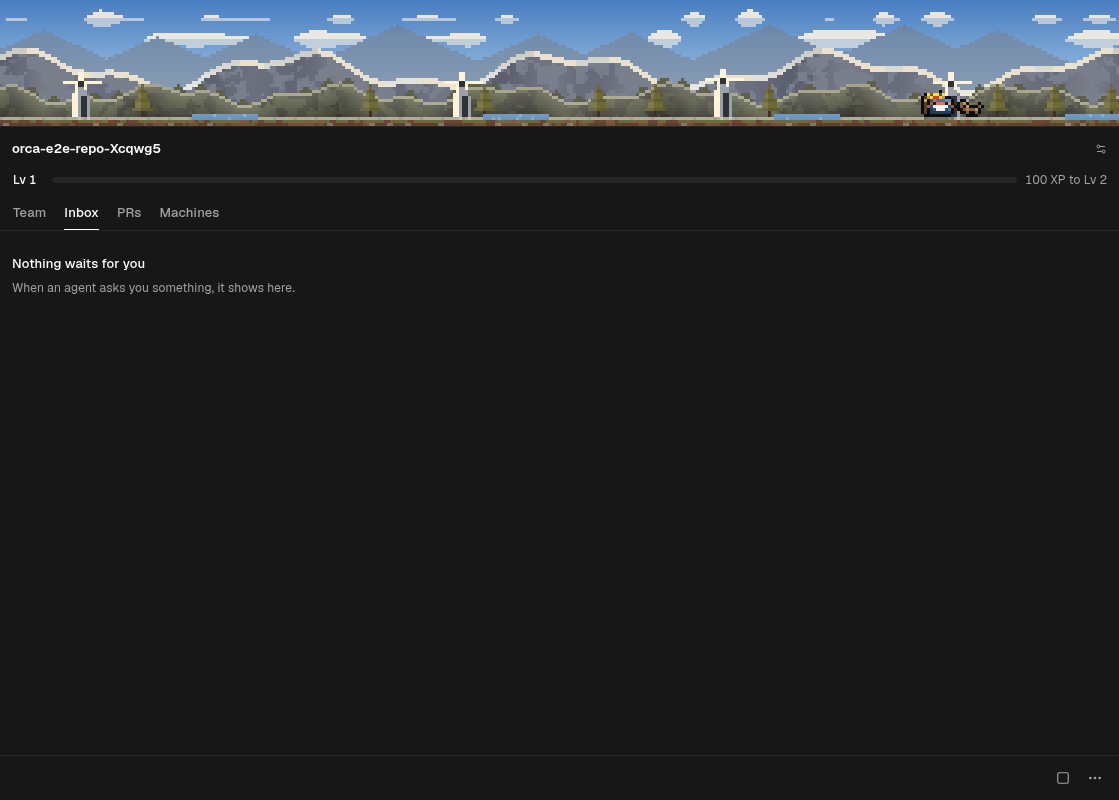 orca-e2e-repo-Xcqwg5
Lv 1
100 XP to Lv 2
Team
Inbox
PRs
Machines
Nothing waits for you
When an agent asks you something, it shows here.